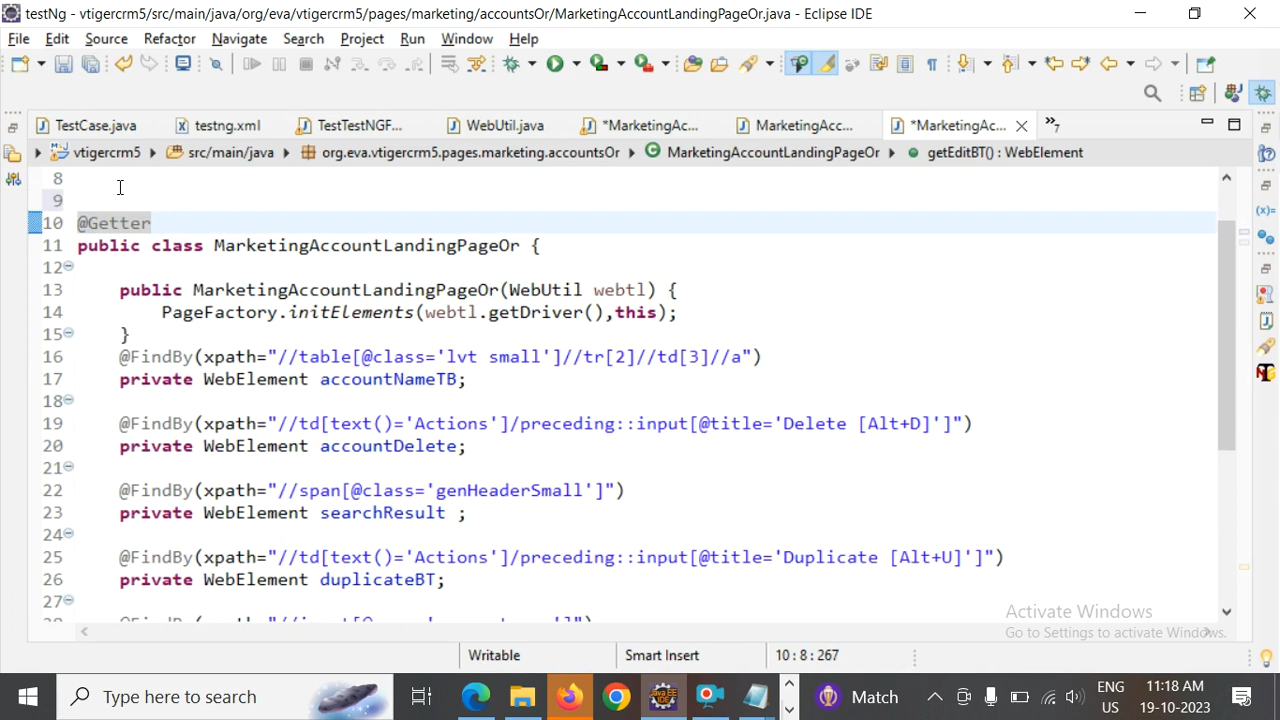 testNg - vtigercrm5/src/main/java/org/eva/vtigercrm5/pages/marketing/accountsOr/MarketingAccountLandingPageOr.java - Eclipse IDE
File Edit Source Refactor Navigate Search Project Run Window Help
TestCase.java testng.xml TestTestNGF... WebUtil.java *MarketingAc... MarketingAcc... *MarketingAc... »7
vtigercrm5 src/main/java org.eva.vtigercrm5.pages.marketing.accountsOr MarketingAccountLandingPageOr getEditBT() : WebElement
8
9
10 @Getter
11 public class MarketingAccountLandingPageOr {
12
13 public MarketingAccountLandingPageOr(WebUtil webtl) {
14 PageFactory.initElements(webtl.getDriver(),this);
15 }
16 @FindBy(xpath="//table[@class='lvt small']//tr[2]//td[3]//a")
17 private WebElement accountNameTB;
18
19 @FindBy(xpath="//td[text()='Actions']/preceding::input[@title='Delete [Alt+D]']")
20 private WebElement accountDelete;
21
22 @FindBy(xpath="//span[@class='genHeaderSmall']")
23 private WebElement searchResult ;
24
25 @FindBy(xpath="//td[text()='Actions']/preceding::input[@title='Duplicate [Alt+U]']")
26 private WebElement duplicateBT;
27
Activate Windows
Go to Settings to activate Windows.
Writable Smart Insert 10 : 8 : 267
Type here to search
Match
ENG
US
11:18 AM
19-10-2023